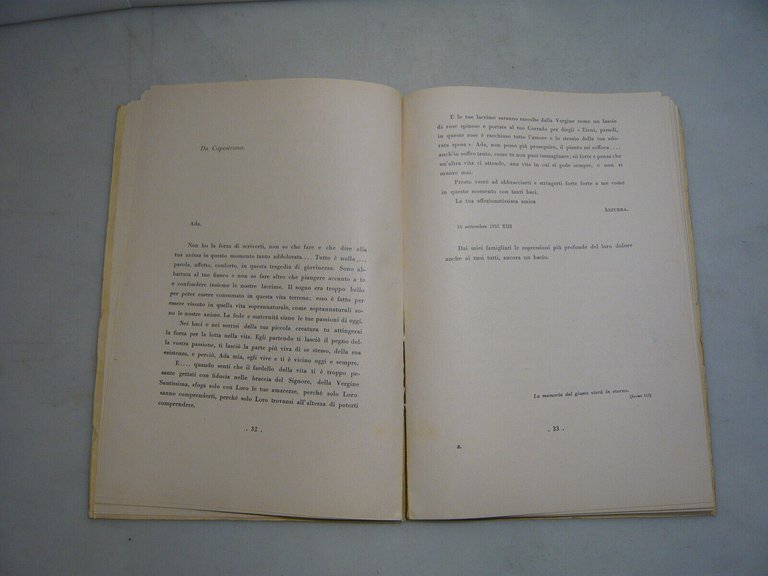 Da Capestrano.
Ada,
Non ho la forza di scriverti, non so che fare e che dire alla
tua anima in questo momento tanto addolorata.... Tutto è nulla,...
parola, affetto, conforto, in questa tragedia di giovinezza. Sono ab-
battuta al tuo fianco e non so fare altro che piangere accanto a te
e confondere insieme le nostre lacrime. Il sogno era troppo bello
per poter essere consumato in questa vita terrena; esso è fatto per
essere vissuto in quella vita soprannaturale, come soprannaturali so-
no le nostre anime. La fede e maternità siano le tue passioni di oggi.
Nei baci e nei sorrisi della tua piccola creatura tu attingerai
la forza per la lotta nella vita. Egli partendo ti lasciò il pegno del-
la vostra passione, ti lasciò la parte più viva di se stesso, della sua
esistenza, e perciò, Ada mia, egli vive e ti è vicino oggi e sempre.
E.... quando senti che il fardello della vita ti è troppo pe-
sante gettati con fiducia nelle braccia del Signore, della Vergine
Santissima, sfoga solo con Loro le tue amarezze, perchè solo Loro
sanno comprenderti, perchè solo Loro trovansi all'altezza di poterti
comprendere.
. 32 .
E le tue lacrime saranno raccolte dalla Vergine come un fascio
di rose spinose e portate al tuo Corrado per dirgli « Tieni, prendi,
in queste rose è racchiuso tutto l'amore e lo strazio della tua ado-
rata sposa ». Ada, non posso più proseguire, il pianto mi soffoca....
anch'io soffro tanto, come tu non puoi immaginare; sii forte e pensa che
un'altra vita ci attende, una vita in cui si gode sempre, e non si
muore mai.
Presto verrò ad abbracciarti e stringerti forte forte a me come
in questo momento con tanti baci.
La tua affezionatissima amica
Azzurra.
16 settembre 1935 XIII
Dai miei famigliari le espressioni più profonde del loro dolore
anche ai tuoi tutti, ancora un bacio.
La memoria del giusto vivrà in eterno.
. 33 .